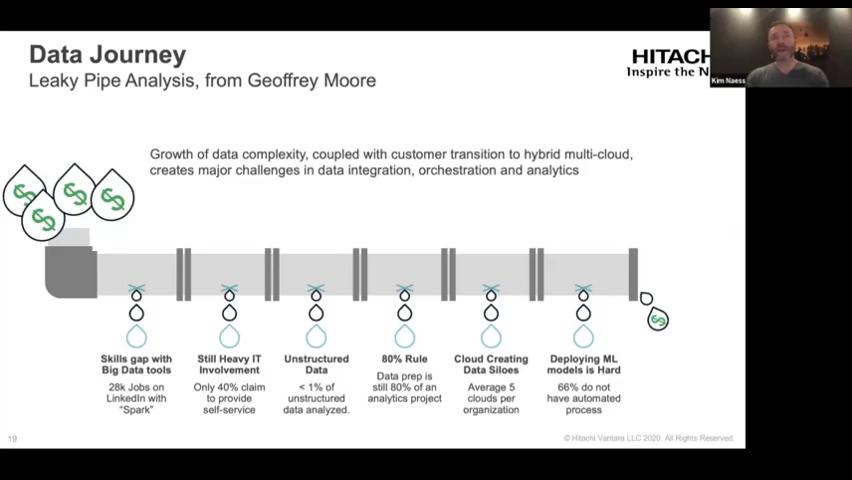 Data Journey
Leaky Pipe Analysis, from Geoffrey Moore
HITACH
Inspire the N
Kim Naess
Growth of data complexity, coupled with customer transition to hybrid multi-cloud,
creates major challenges in data integration, orchestration and analytics
$ $ $
$
$
Skills gap with
Big Data tools
28k Jobs on
LinkedIn with
“Spark”
Still Heavy IT
Involvement
Only 40% claim
to provide
self-service
Unstructured
Data
< 1% of
unstructured
data analyzed.
80% Rule
Data prep is
still 80% of an
analytics project
Cloud Creating
Data Siloes
Average 5
clouds per
organization
Deploying ML
models is Hard
66% do not
have automated
process
19
© Hitachi Vantara LLC 2020. All Rights Reserved.